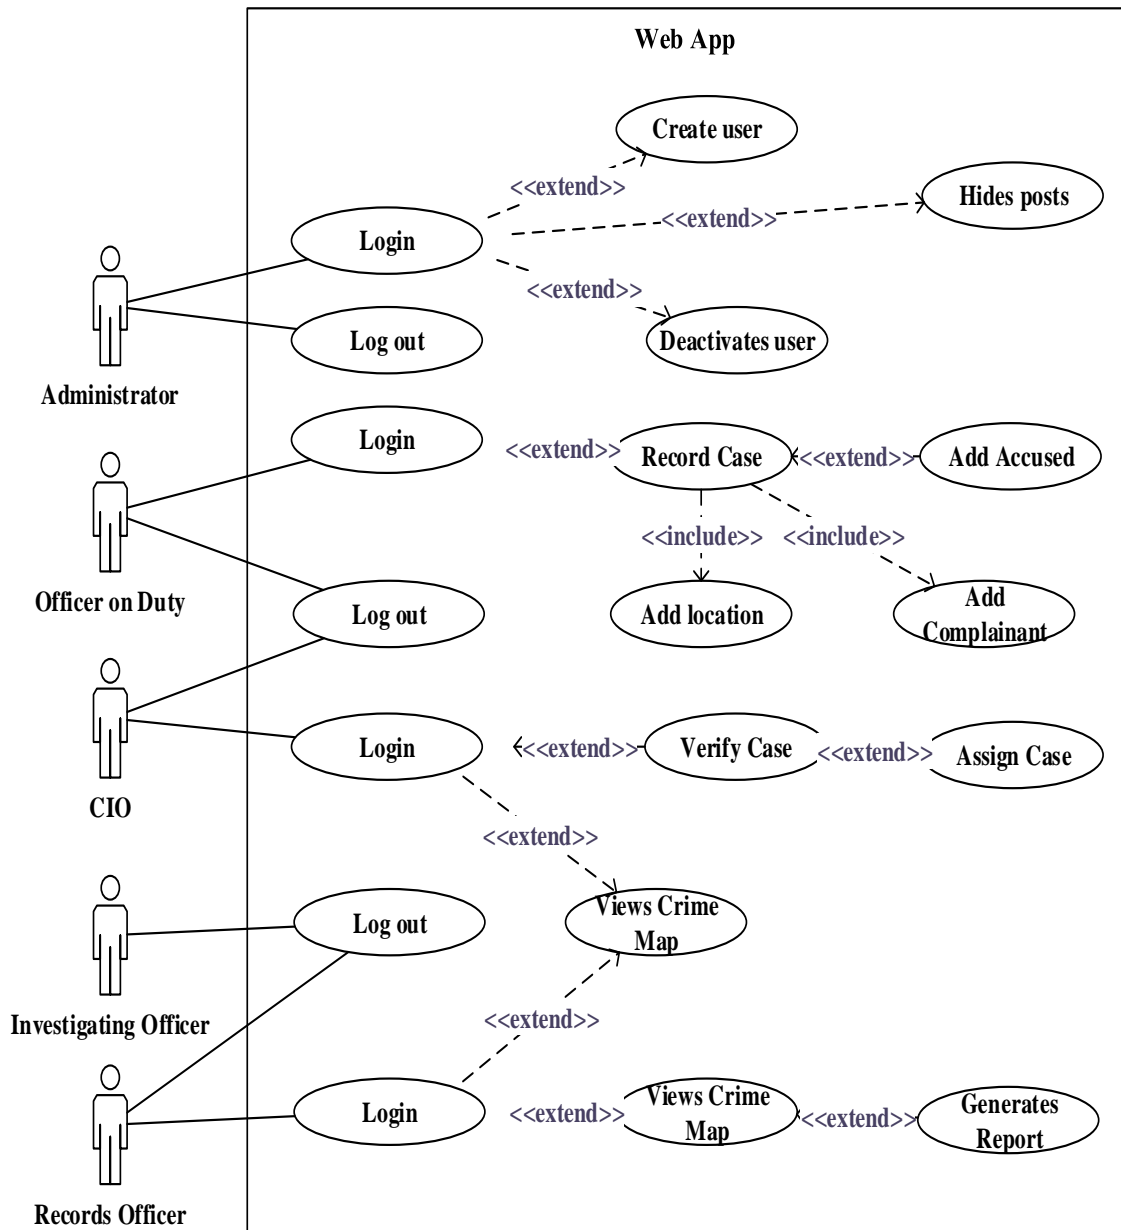 Web App
Create user
<<extend>>
Hides posts
<<extend>>
Login
<<extend>>
Log out
Deactivates user
Administrator
Login
<<extend>>
Record Case
<<extend>>
Add Accused
<<include>>
<<include>>
Officer on Duty
Log out
Add location
Add
Complainant
Login
<<extend>>
Verify Case
<<extend>>
Assign Case
CIO
<<extend>>
Log out
Views Crime
Map
Investigating Officer
<<extend>>
Login
<<extend>>
Views Crime
Map
<<extend>>
Generates
Report
Records Officer